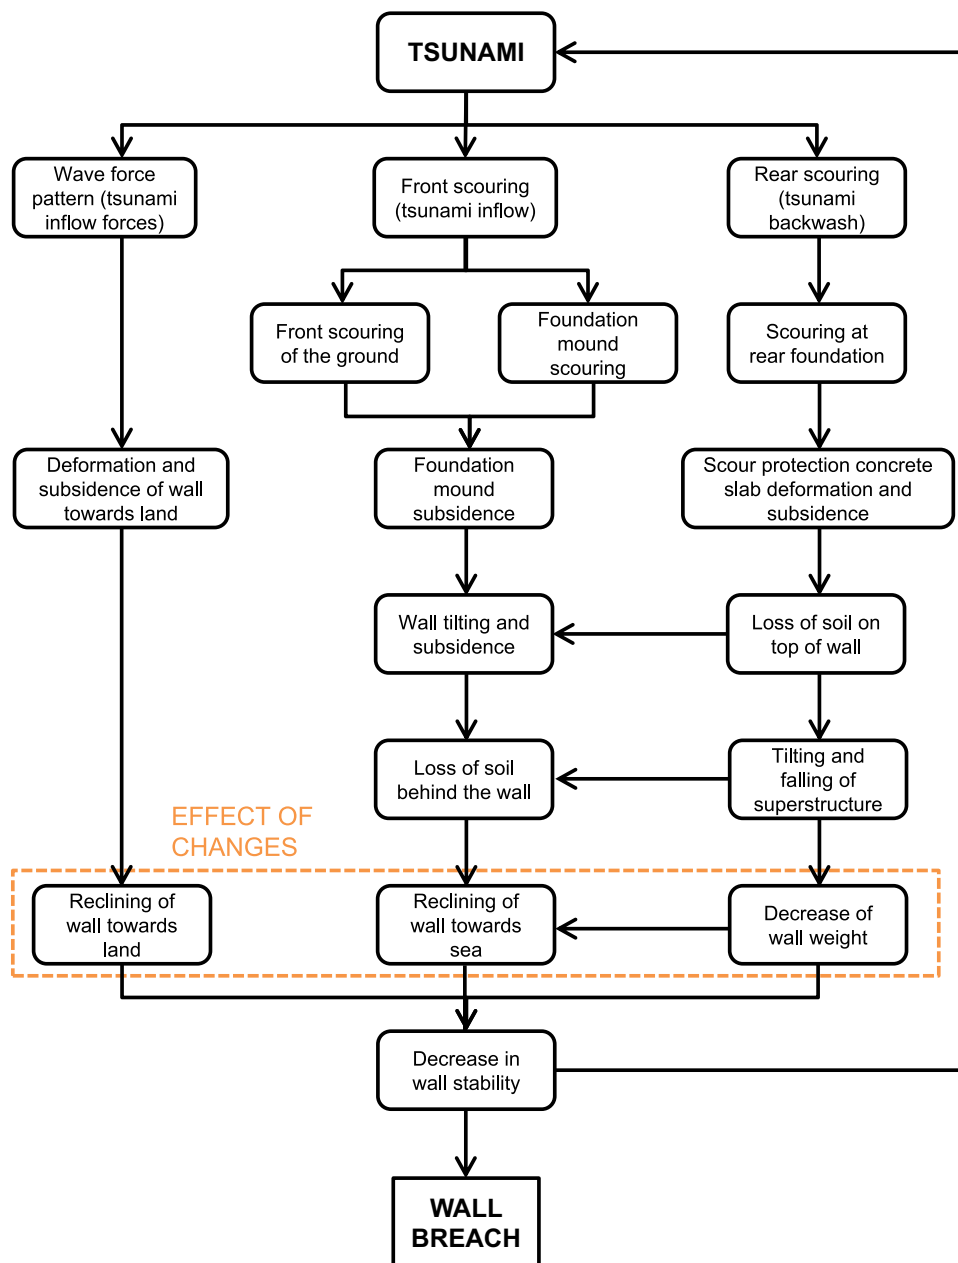 TSUNAMI
Wave force
pattern (tsunami
inflow forces)
Front scouring
(tsunami inflow)
Rear scouring
(tsunami
backwash)
Front scouring
of the ground
Foundation
mound
scouring
Scouring at
rear foundation
Deformation and
subsidence of wall
towards land
Foundation
mound
subsidence
Scour protection concrete
slab deformation and
subsidence
Wall tilting and
subsidence
Loss of soil on
top of wall
Loss of soil
behind the wall
Tilting and
falling of
superstructure
EFFECT OF
CHANGES
Reclining of
wall towards
land
Reclining of
wall towards
sea
Decrease of
wall weight
Decrease in
wall stability
WALL
BREACH